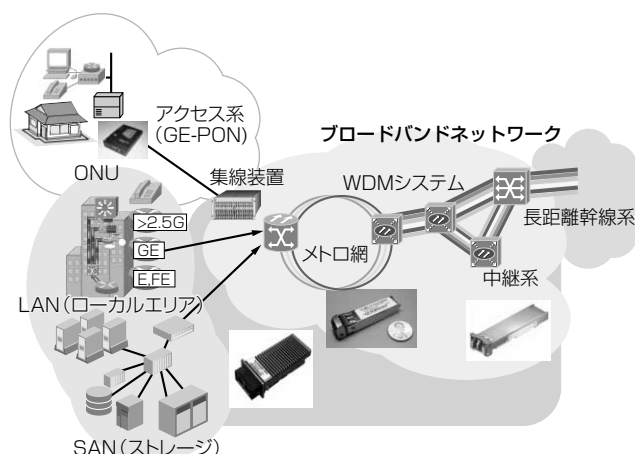 アクセス系
(GE-PON)
ブロードバンドネットワーク
ONU
集線装置
WDMシステム
>2.5G
GE
E,FE
長距離幹線系
メトロ網
中継系
LAN(ローカルエリア)
SAN(ストレージ)